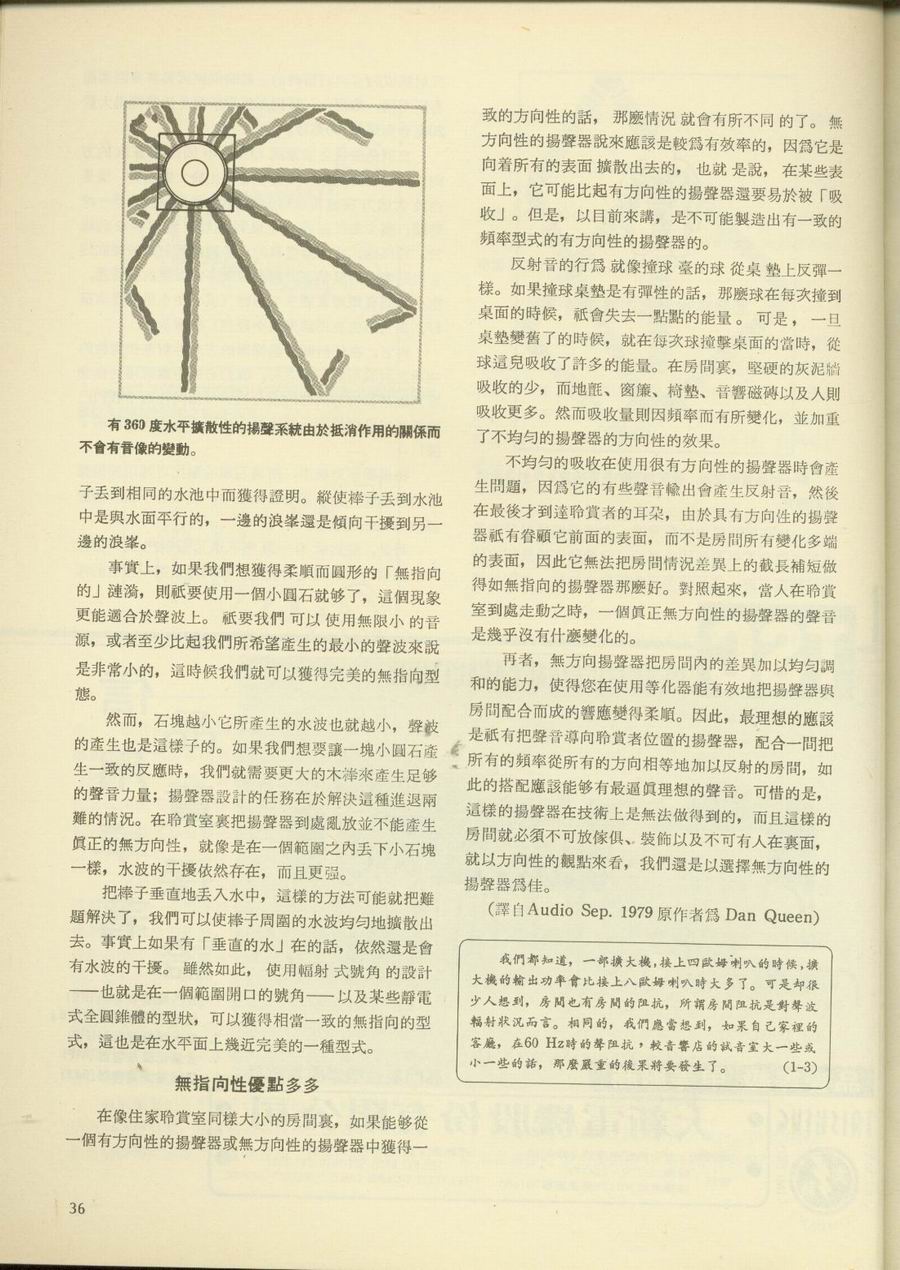 有360度水平擴散性的揚聲系統由於抵消作用的關係而
不會有音像的變動。
子丟到相同的水池中而獲得證明。縱使棒子丟到水池
中是與水面平行的，一邊的浪峯還是傾向干擾到另一
邊的浪峯。
事實上，如果我們想獲得柔順而圓形的「無指向
的」漣漪，則祇要使用一個小圓石就够了，這個現象
更能適合於聲波上。祇要我們可以使用無限小的音
源，或者至少比起我們所希望產生的最小的聲波來說
是非常小的，這時候我們就可以獲得完美的無指向型
態。
然而，石塊越小它所產生的水波也就越小，聲波
的產生也是這樣子的。如果我們想要讓一塊小圓石產
生一致的反應時，我們就需要更大的木棒來產生足够
的聲音力量；揚聲器設計的任務在於解決這種進退兩
難的情況。在聆賞室裏把揚聲器到處亂放並不能產生
眞正的無方向性，就像是在一個範圍之內丟下小石塊
一樣，水波的干擾依然存在，而且更强。
把棒子垂直地丟入水中，這樣的方法可能就把難
題解決了，我們可以使棒子周圍的水波均匀地擴散出
去。事實上如果有「垂直的水」在的話，依然還是會
有水波的干擾。雖然如此，使用輻射式號角的設計
——也就是在一個範圍開口的號角——以及某些靜電
式全圓錐體的型狀，可以獲得相當一致的無指向的型
式，這也是在水平面上幾近完美的一種型式。
無指向性優點多多
在像住家聆賞室同樣大小的房間裏，如果能够從
一個有方向性的揚聲器或無方向性的揚聲器中獲得一
致的方向性的話，那麽情況就會有所不同的了。無
方向性的揚聲器說來應該是較爲有效率的，因爲它是
向着所有的表面擴散出去的，也就是說，在某些表
面上，它可能比起有方向性的揚聲器還要易於被「吸
收」。但是，以目前來講，是不可能製造出有一致的
頻率型式的有方向性的揚聲器的。
反射音的行爲就像撞球臺的球從桌墊上反彈一
樣。如果撞球桌墊是有彈性的話，那麽球在每次撞到
桌面的時候，祇會失去一點點的能量。可是，一旦
桌墊變舊了的時候，就在每次球撞擊桌面的當時，從
球這兒吸收了許多的能量。在房間裏，堅硬的灰泥牆
吸收的少，而地氈、窗簾、椅墊、音響磁磚以及人則
吸收更多。然而吸收量則因頻率而有所變化，並加重
了不均匀的揚聲器的方向性的效果。
不均匀的吸收在使用很有方向性的揚聲器時會產
生問題，因爲它的有些聲音輸出會產生反射音，然後
在最後才到達聆賞者的耳朶，由於具有方向性的揚聲
器祇有眷顧它前面的表面，而不是房間所有變化多端
的表面，因此它無法把房間情況差異上的截長補短做
得如無指向的揚聲器那麽好。對照起來，當人在聆賞
室到處走動之時，一個眞正無方向性的揚聲器的聲音
是幾乎沒有什麽變化的。
再者，無方向揚聲器把房間內的差異加以均匀調
和的能力，使得您在使用等化器能有效地把揚聲器與
房間配合而成的響應變得柔順。因此，最理想的應該
是祇有把聲音導向聆賞者位置的揚聲器，配合一間把
所有的頻率從所有的方向相等地加以反射的房間，如
此的搭配應該能够有最逼眞理想的聲音。可惜的是，
這樣的揚聲器在技術上是無法做得到的，而且這樣的
房間就必須不可放傢俱、裝飾以及不可有人在裏面，
就以方向性的觀點來看，我們還是以選擇無方向性的
揚聲器爲佳。
（譯自Audio Sep. 1979 原作者爲 Dan Queen）
我們都知道，一部擴大機，接上四歐姆喇叭的時候，擴
大機的輸出功率會比接上八歐姆喇叭時大多了。可是却很
少人想到，房間也有房間的阻抗，所謂房間阻抗是對聲波
輻射狀況而言。相同的，我們應當想到，如果自己家裡的
客廳，在60 Hz時的聲阻抗，較音響店的試音室大一些或
小一些的話，那麼嚴重的後果將要發生了。 （1-3）
36